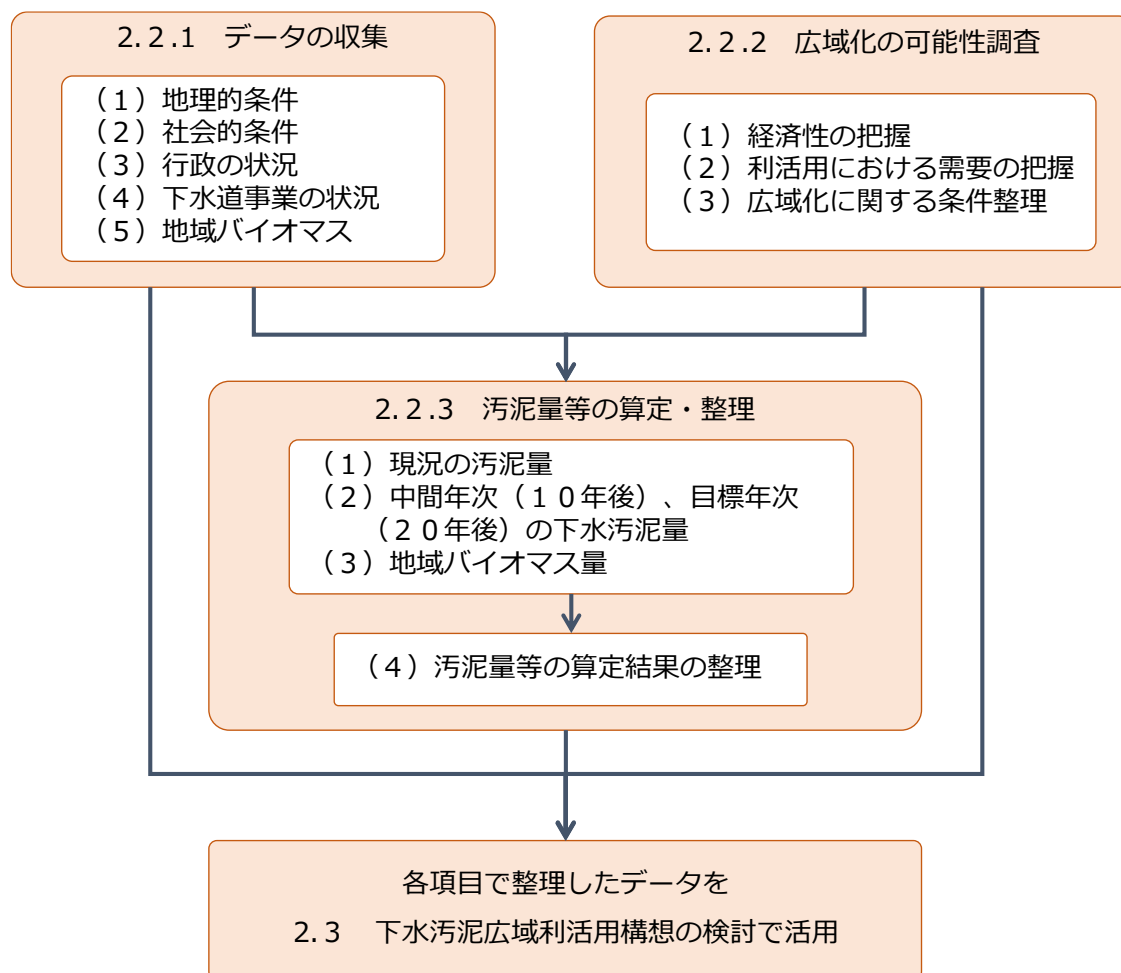 2.2.1 データの収集
（１）地理的条件
（２）社会的条件
（３）行政の状況
（４）下水道事業の状況
（５）地域バイオマス
2.2.2 広域化の可能性調査
（１）経済性の把握
（２）利活用における需要の把握
（３）広域化に関する条件整理
2.2.3 汚泥量等の算定・整理
（１）現況の汚泥量
（２）中間年次（１０年後）、目標年次
（２０年後）の下水汚泥量
（３）地域バイオマス量
（４）汚泥量等の算定結果の整理
各項目で整理したデータを
2.3 下水汚泥広域利活用構想の検討で活用